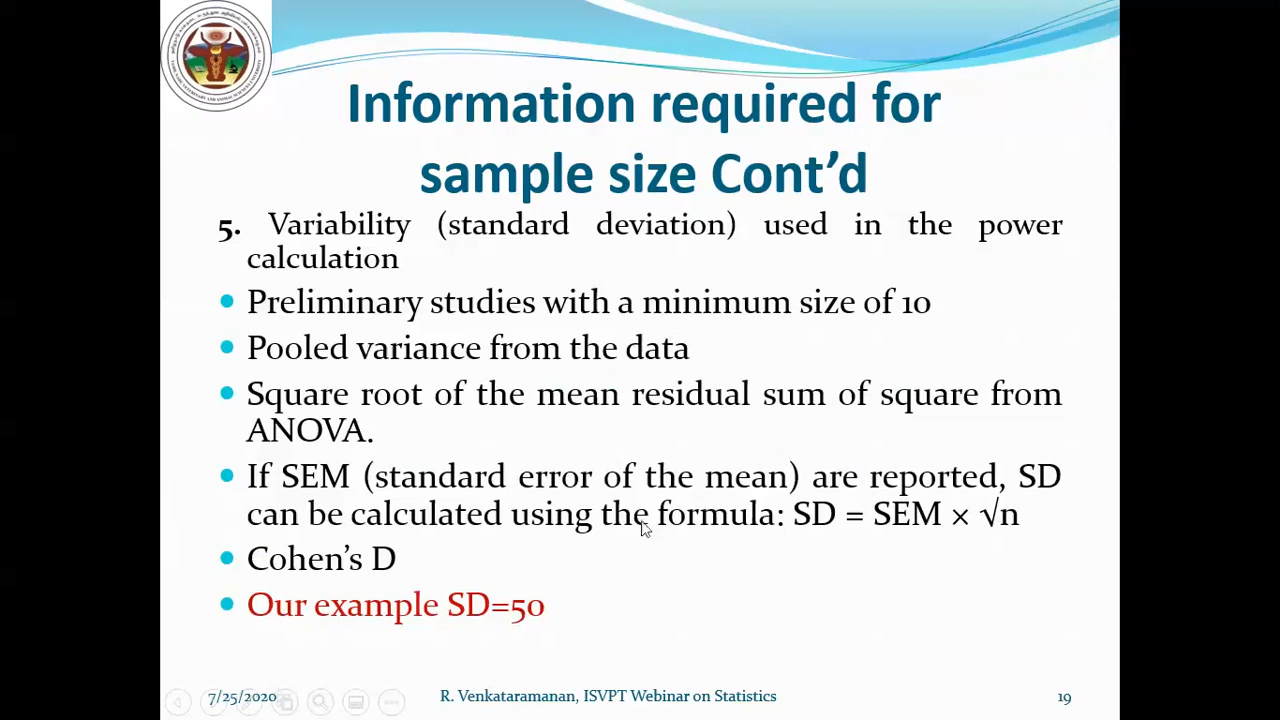 Information required for
sample size Cont’d
5. Variability (standard deviation) used in the power
calculation
Preliminary studies with a minimum size of 10
Pooled variance from the data
Square root of the mean residual sum of square from
ANOVA.
If SEM (standard error of the mean) are reported, SD
can be calculated using the formula: SD = SEM × √n
Cohen’s D
Our example SD=50
7/25/2020 R. Venkataramanan, ISVPT Webinar on Statistics 19